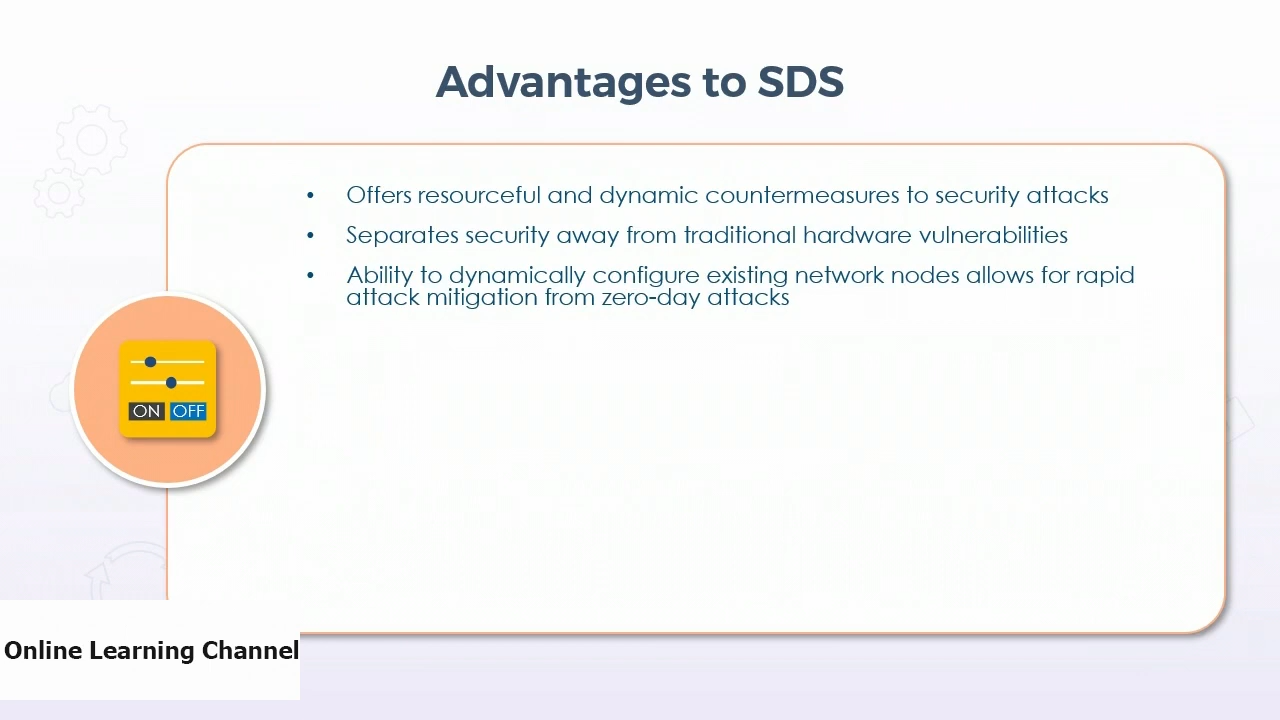 Advantages to SDS
• Offers resourceful and dynamic countermeasures to security attacks
• Separates security away from traditional hardware vulnerabilities
• Ability to dynamically configure existing network nodes allows for rapid
attack mitigation from zero-day attacks
ON OFF
Online Learning Channel